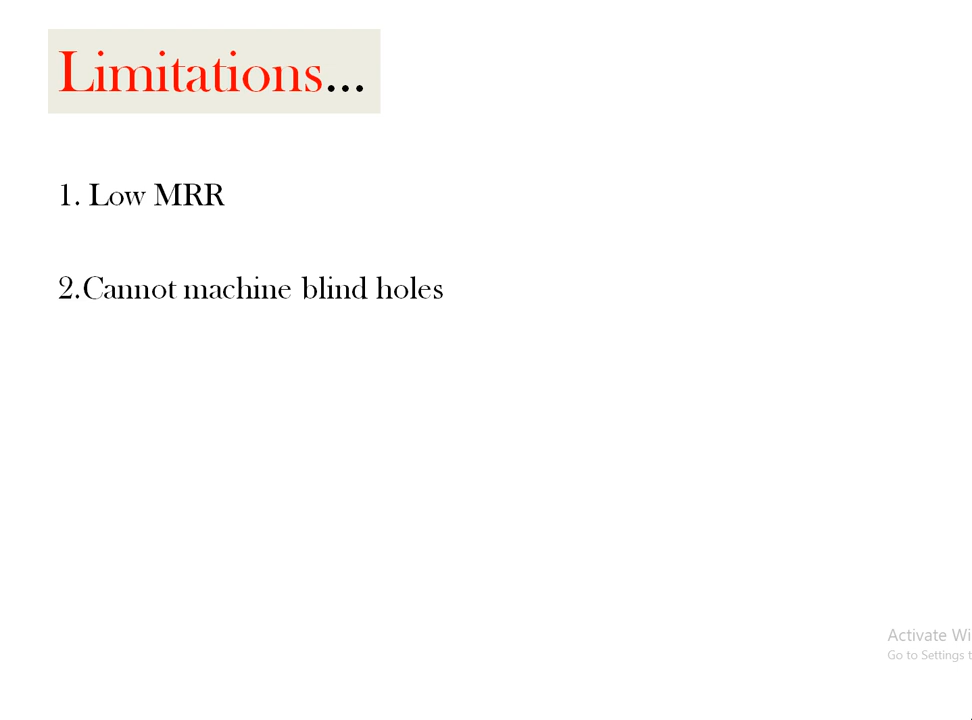 Limitations...
1. Low MRR
2.Cannot machine blind holes
Activate Wi
Go to Settings t